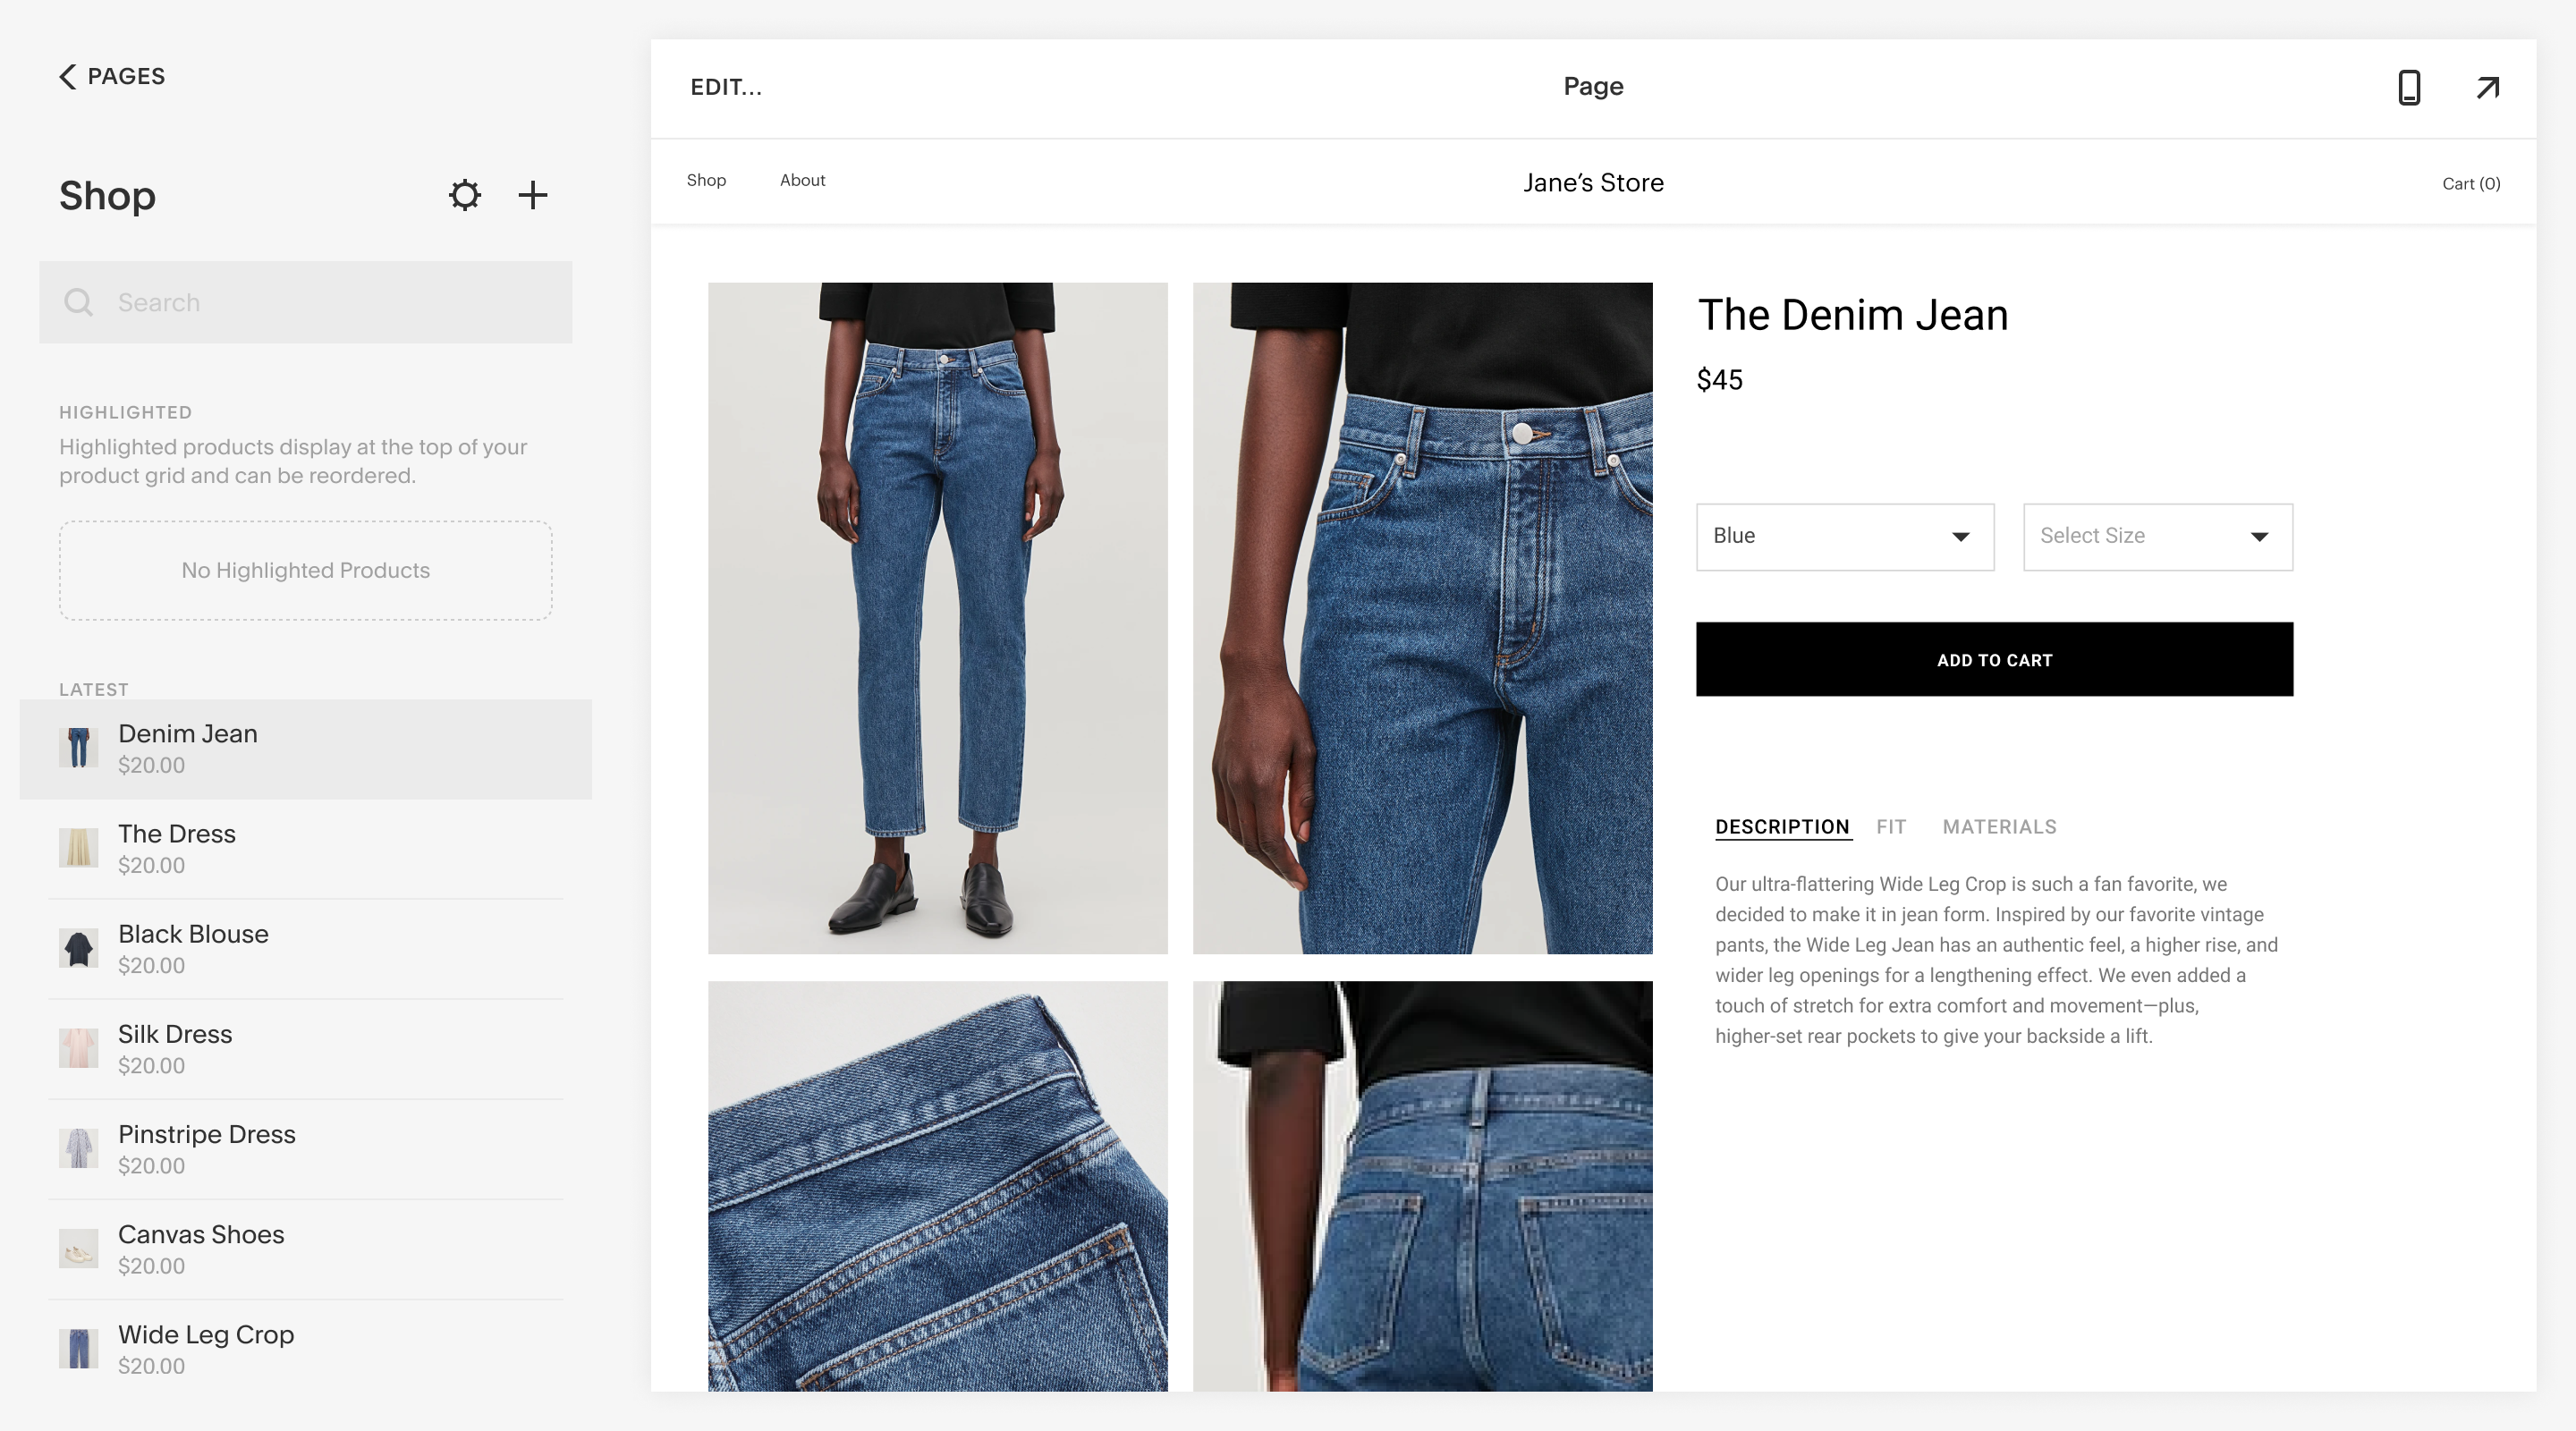 PAGES
Shop
Search
HIGHLIGHTED
Highlighted products display at the top of your
product grid and can be reordered.
No Highlighted Products
LATEST
Denim Jean
$20.00
The Dress
$20.00
Black Blouse
$20.00
Silk Dress
$20.00
Pinstripe Dress
$20.00
Canvas Shoes
$20.00
Wide Leg Crop
$20.00
EDIT...
Page
Shop
About
Jane’s Store
Cart (0)
The Denim Jean
$45
Blue
Select Size
ADD TO CART
DESCRIPTION
FIT
MATERIALS
Our ultra-flattering Wide Leg Crop is such a fan favorite, we
decided to make it in jean form. Inspired by our favorite vintage
pants, the Wide Leg Jean has an authentic feel, a higher rise, and
wider leg openings for a lengthening effect. We even added a
touch of stretch for extra comfort and movement—plus,
higher-set rear pockets to give your backside a lift.